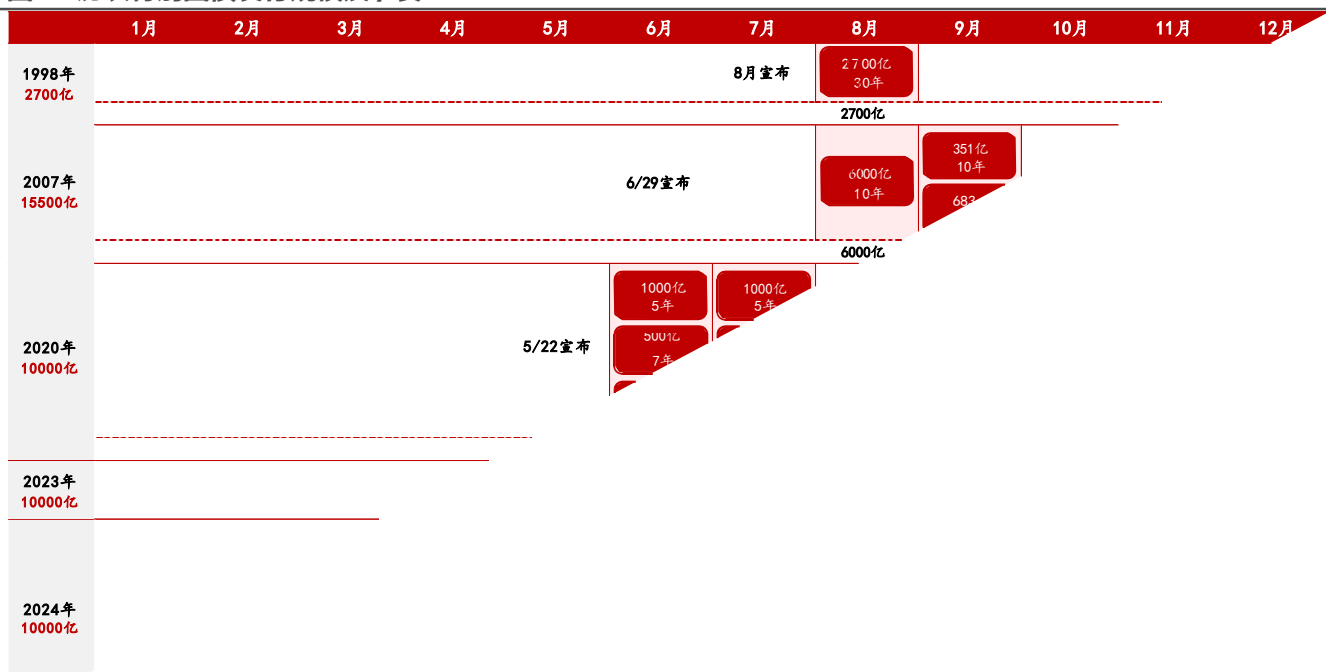 1月 2月 3月 4月 5月 6月 7月 8月 9月 10月 11月 12月
1998年
2700亿
8月宣布
2700亿
30年
2700亿
2007年
15500亿
6/29宣布
6000亿
10年
351亿
10年
683
6000亿
2020年
10000亿
5/22宣布
1000亿
5年
500亿
7年
1000亿
5年
2023年
10000亿
2024年
10000亿